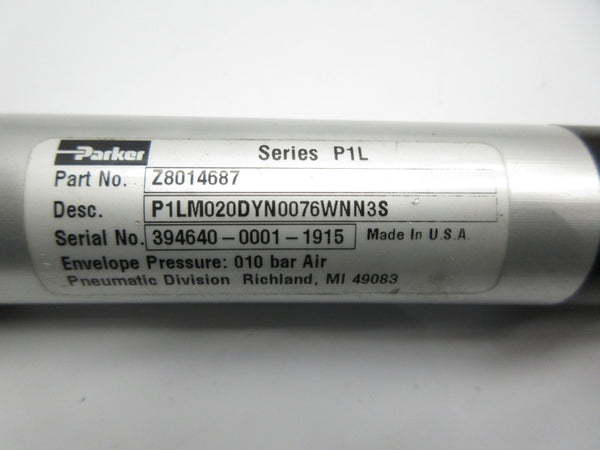 Parker Series P1L
Part No. Z8014687
Desc. P1LM020DYN0076WNN3S
Serial No. 394640-0001-1915 Made In U.S.A.
Envelope Pressure: 010 bar Air
Pneumatic Division Richland, MI 49083